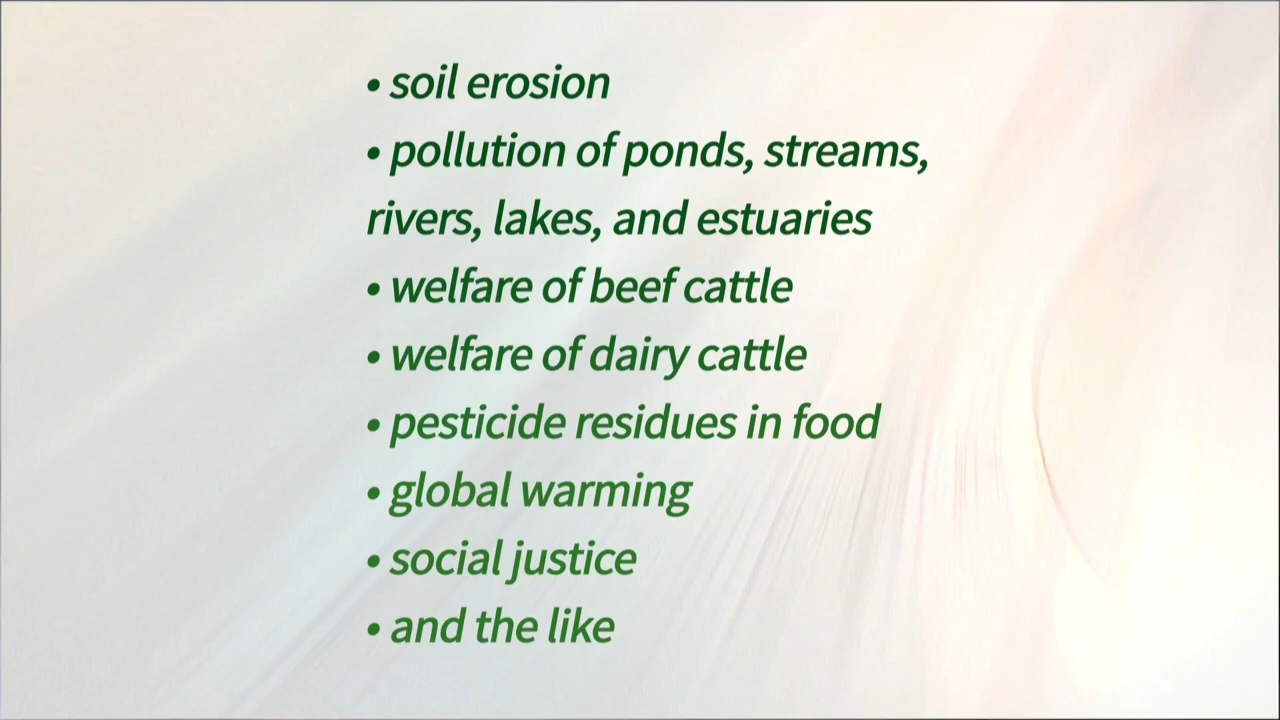 • soil erosion
• pollution of ponds, streams,
rivers, lakes, and estuaries
• welfare of beef cattle
• welfare of dairy cattle
• pesticide residues in food
• global warming
• social justice
• and the like